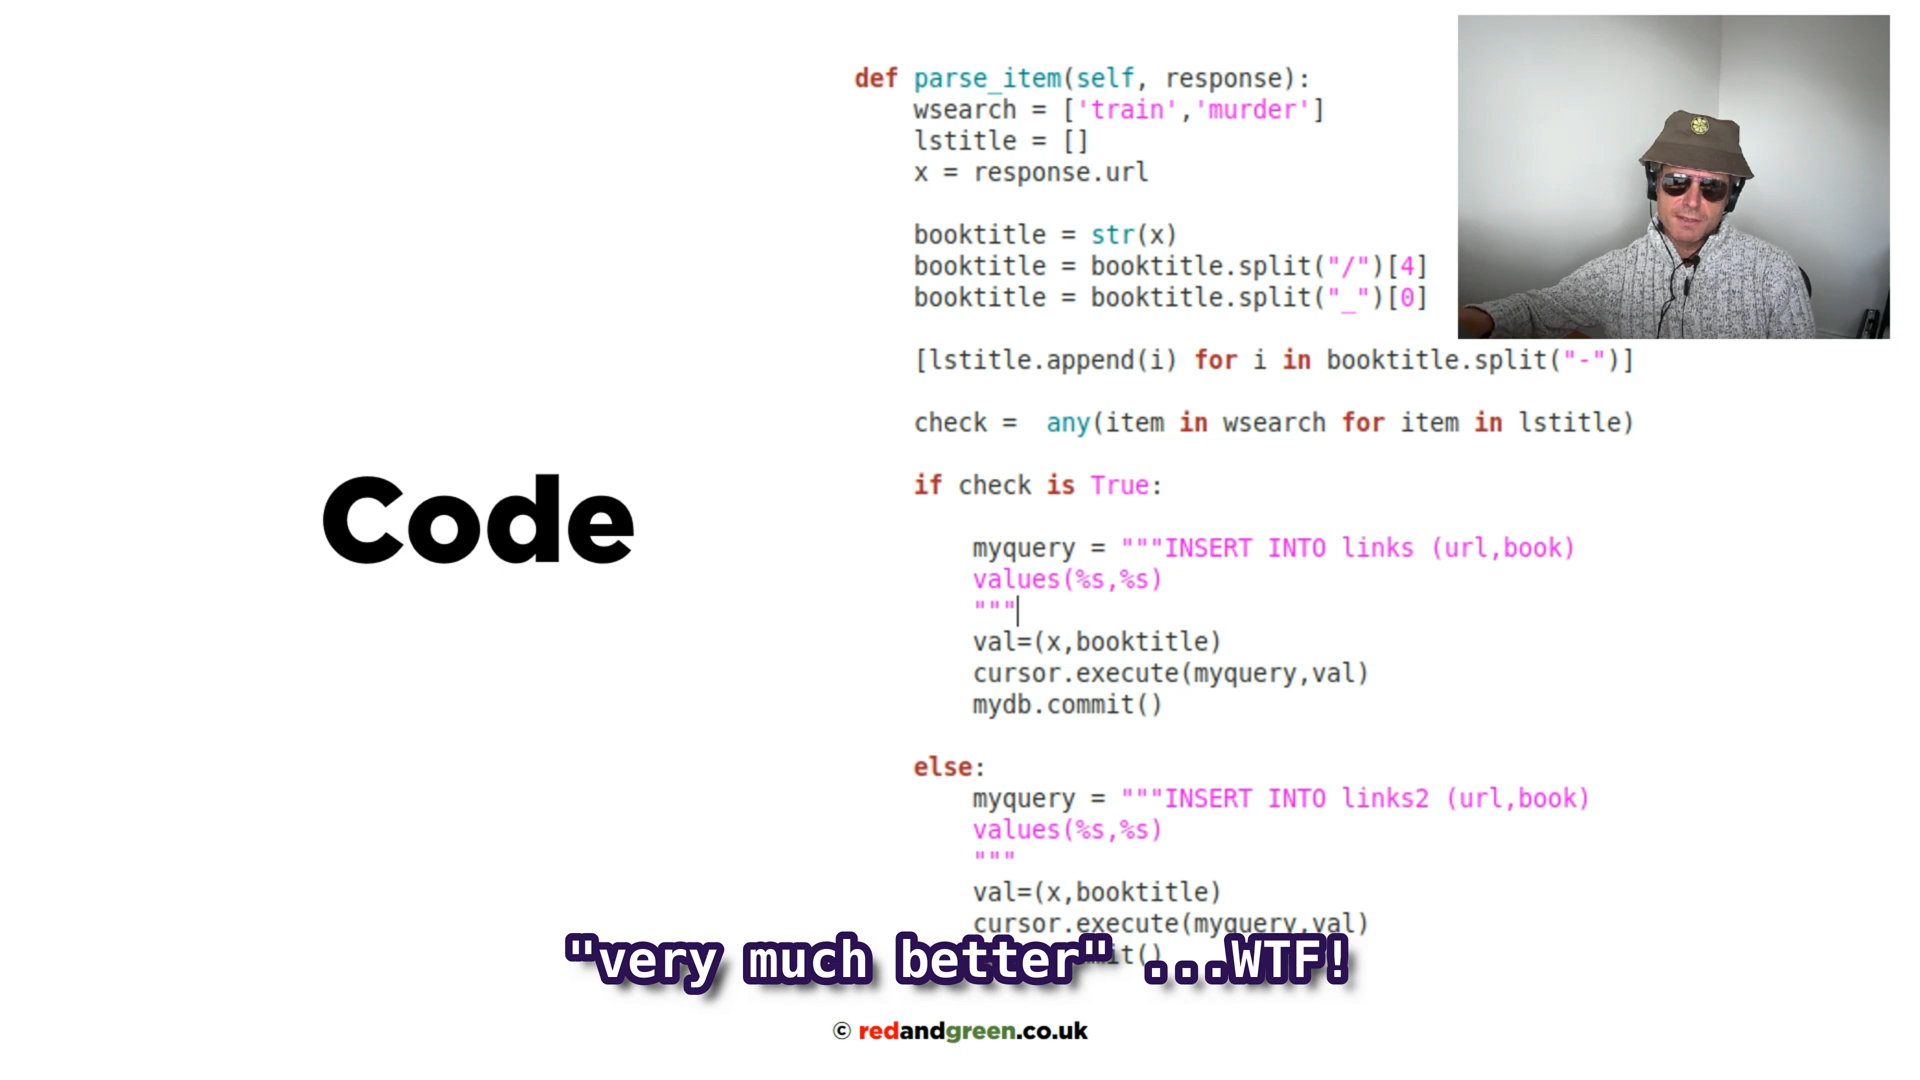 Code
def parse_item(self, response):
wsearch = ['train','murder']
lstitle = []
x = response.url
booktitle = str(x)
booktitle = booktitle.split("/")[4]
booktitle = booktitle.split("_")[0]
[lstitle.append(i) for i in booktitle.split("-")]
check =  any(item in wsearch for item in lstitle)
if check is True:
myquery = """INSERT INTO links (url,book)
values(%s,%s)
"""
val=(x,booktitle)
cursor.execute(myquery,val)
mydb.commit()
else:
myquery = """INSERT INTO links2 (url,book)
values(%s,%s)
"""
val=(x,booktitle)
cursor.execute(myquery,val)
"very much better" ...WTF!
© redandgreen.co.uk